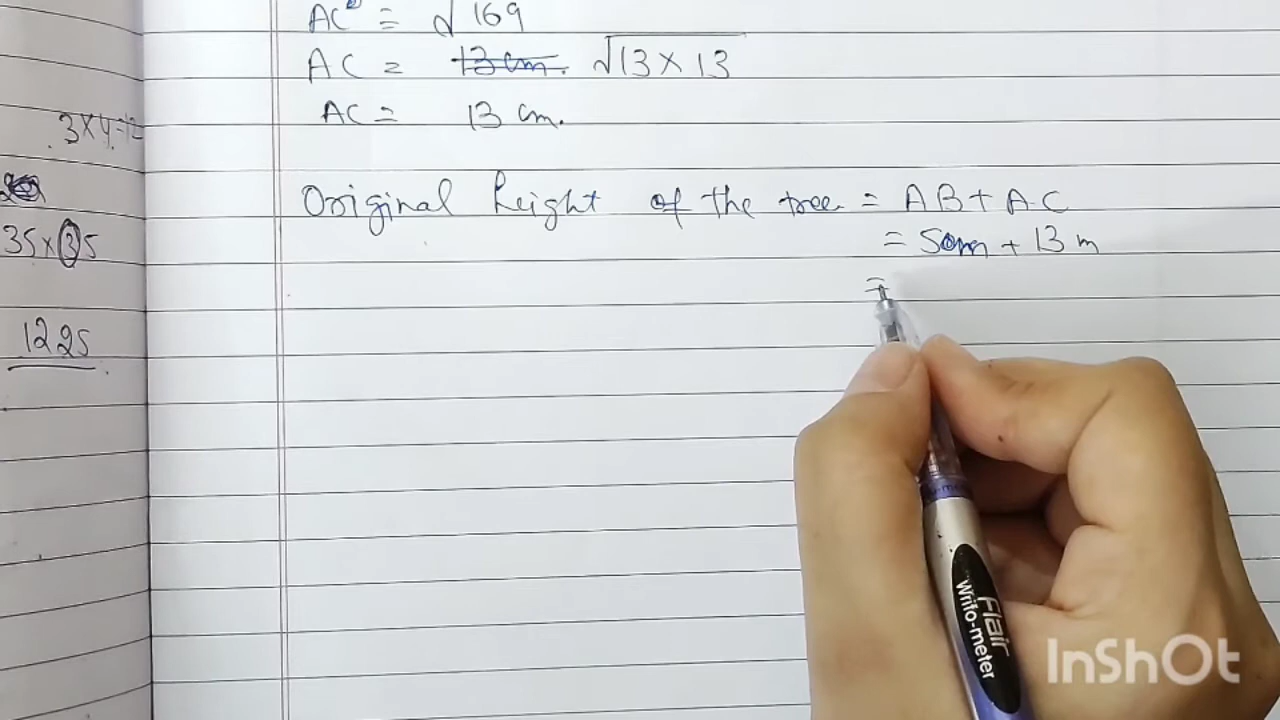 AC² = √169
AC = 13 cm. √13×13
AC = 13 cm.
3×4=12
Original height of the tree = AB + AC
35×35
= 5m + 13 m
=
1225
Flair
Writo-meter
InShOt